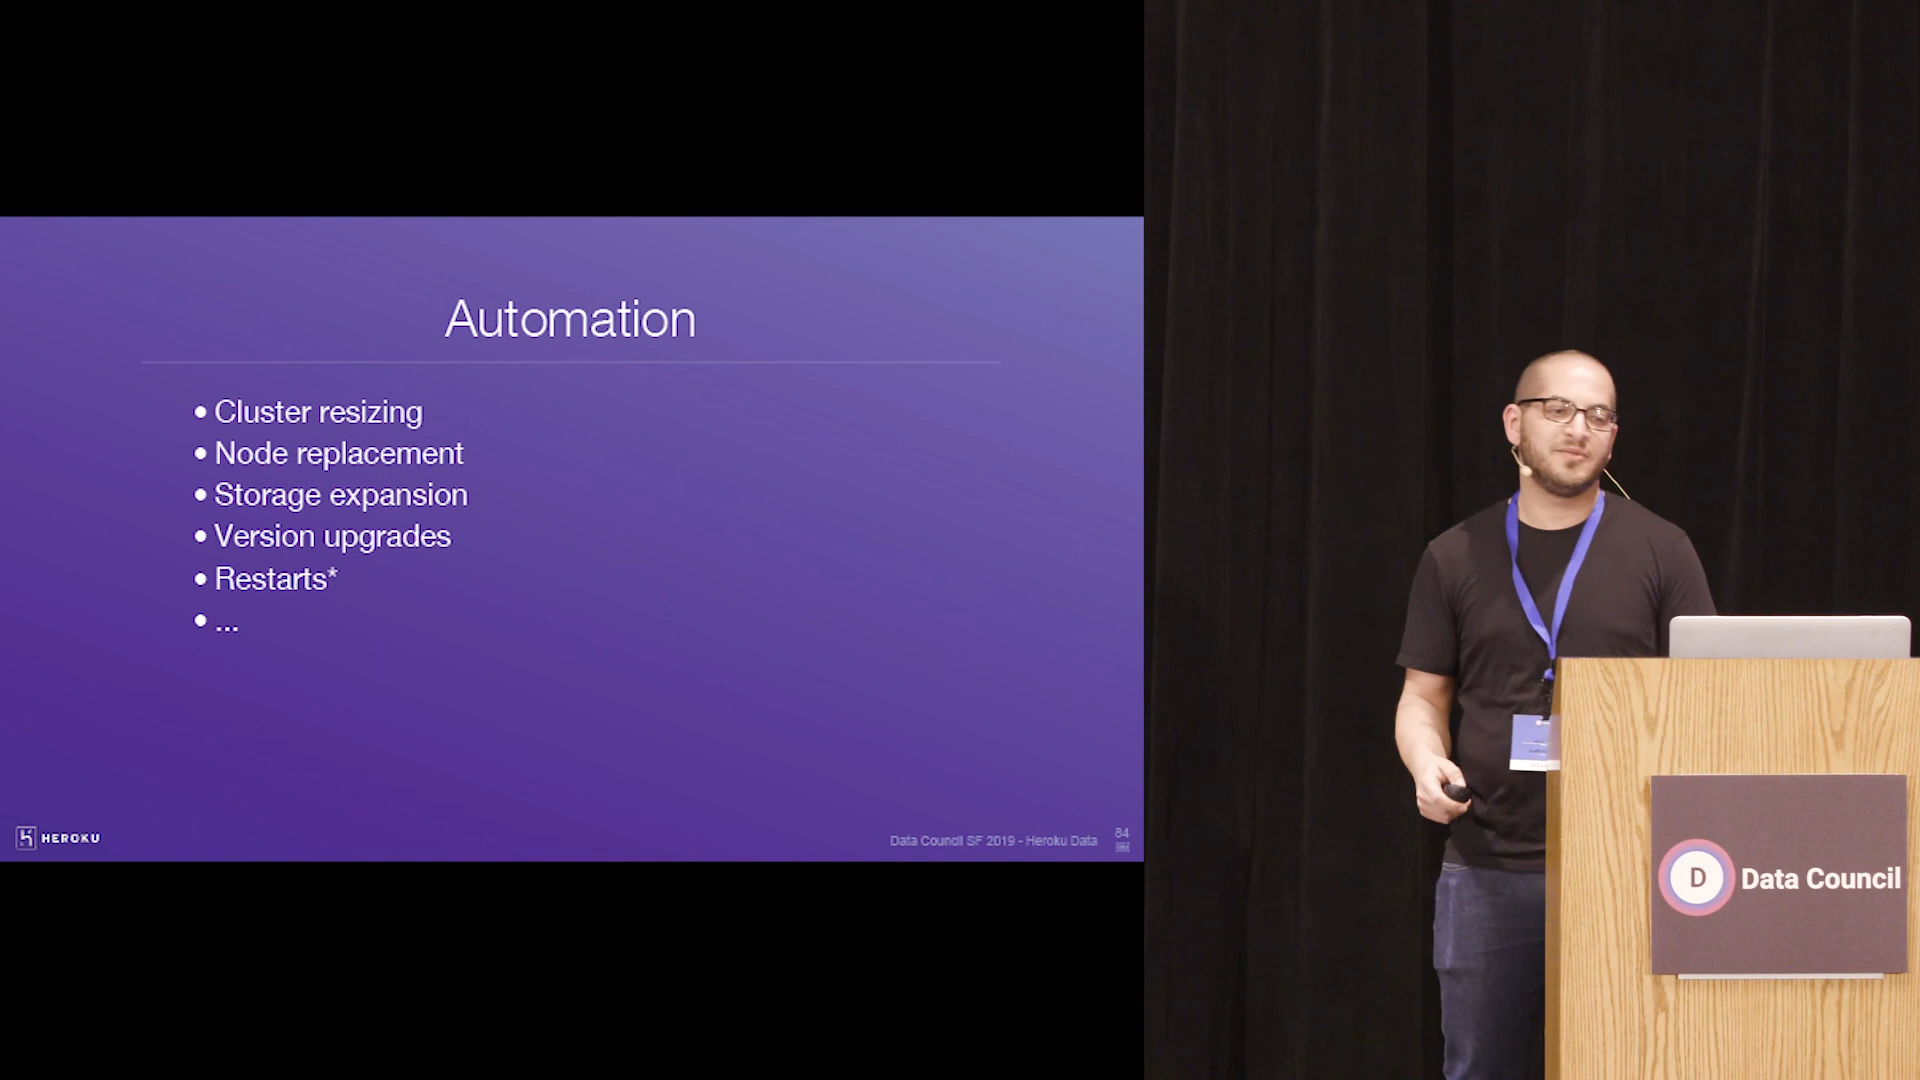 Automation
• Cluster resizing
• Node replacement
• Storage expansion
• Version upgrades
• Restarts*
• ...
HEROKU
Data Council SF 2019 - Heroku Data
84
D Data Council